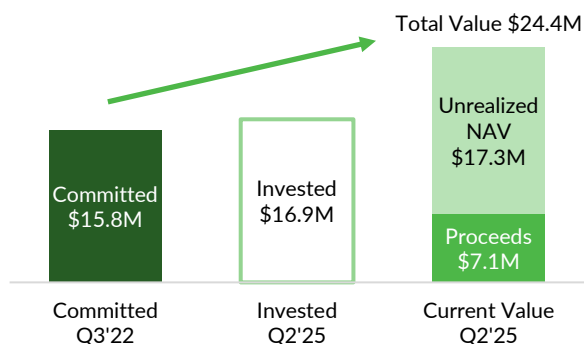 Total Value $24.4M
Unrealized
NAV
$17.3M
Committed
$15.8M
Invested
$16.9M
Proceeds
$7.1M
Committed
Q3'22
Invested
Q2'25
Current Value
Q2'25